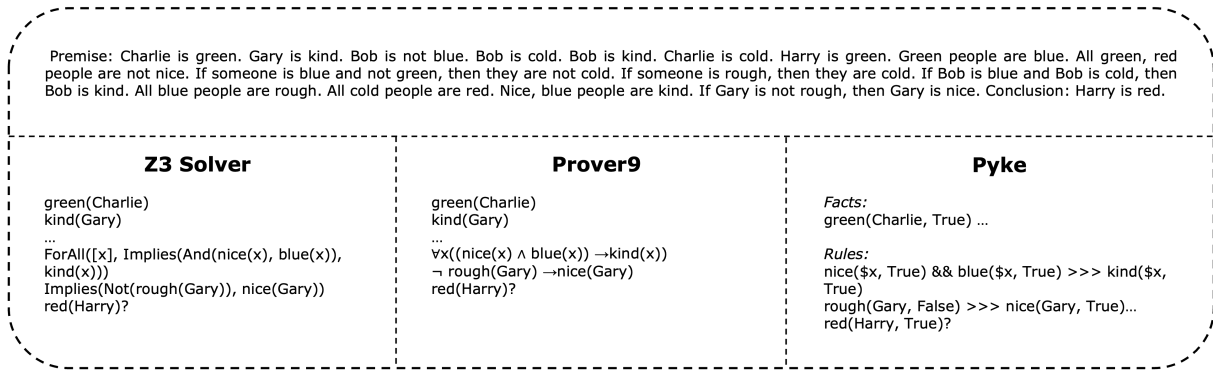 Premise: Charlie is green. Gary is kind. Bob is not blue. Bob is cold. Bob is kind. Charlie is cold. Harry is green. Green people are blue. All green, red
people are not nice. If someone is blue and not green, then they are not cold. If someone is rough, then they are cold. If Bob is blue and Bob is cold, then
Bob is kind. All blue people are rough. All cold people are red. Nice, blue people are kind. If Gary is not rough, then Gary is nice. Conclusion: Harry is red.
Z3 Solver
green(Charlie)
kind(Gary)
...
ForAll([x], Implies(And(nice(x), blue(x)),
kind(x)))
Implies(Not(rough(Gary)), nice(Gary))
red(Harry)?
Prover9
green(Charlie)
kind(Gary)
...
∀x((nice(x) ∧ blue(x)) →kind(x))
¬ rough(Gary) →nice(Gary)
red(Harry)?
Pyke
Facts:
green(Charlie, True) ...
Rules:
nice($x, True) && blue($x, True) >>> kind($x,
True)
rough(Gary, False) >>> nice(Gary, True)...
red(Harry, True)?